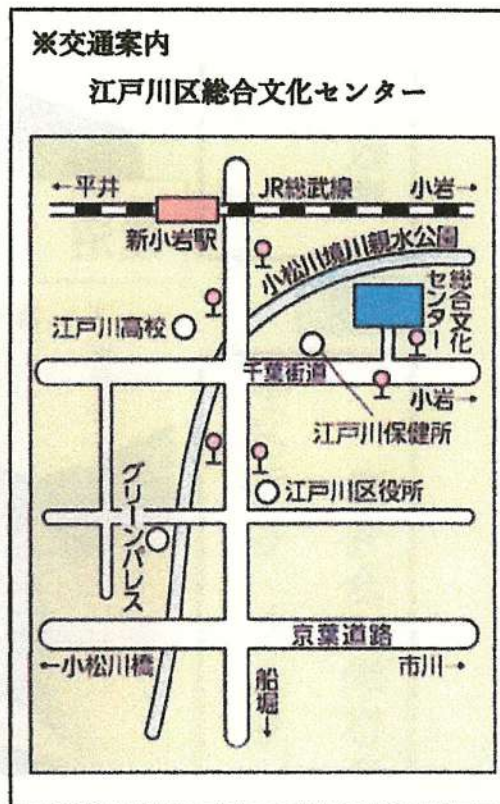 ※交通案内
江戸川区総合文化センター
←平井
JR総武線
小岩→
新小岩駅
小松川境川親水公園
総合文化
センター
江戸川高校
千葉街道
小岩→
江戸川保健所
江戸川区役所
グリーンパレス
京葉道路
←小松川橋
市川→
船堀
↓